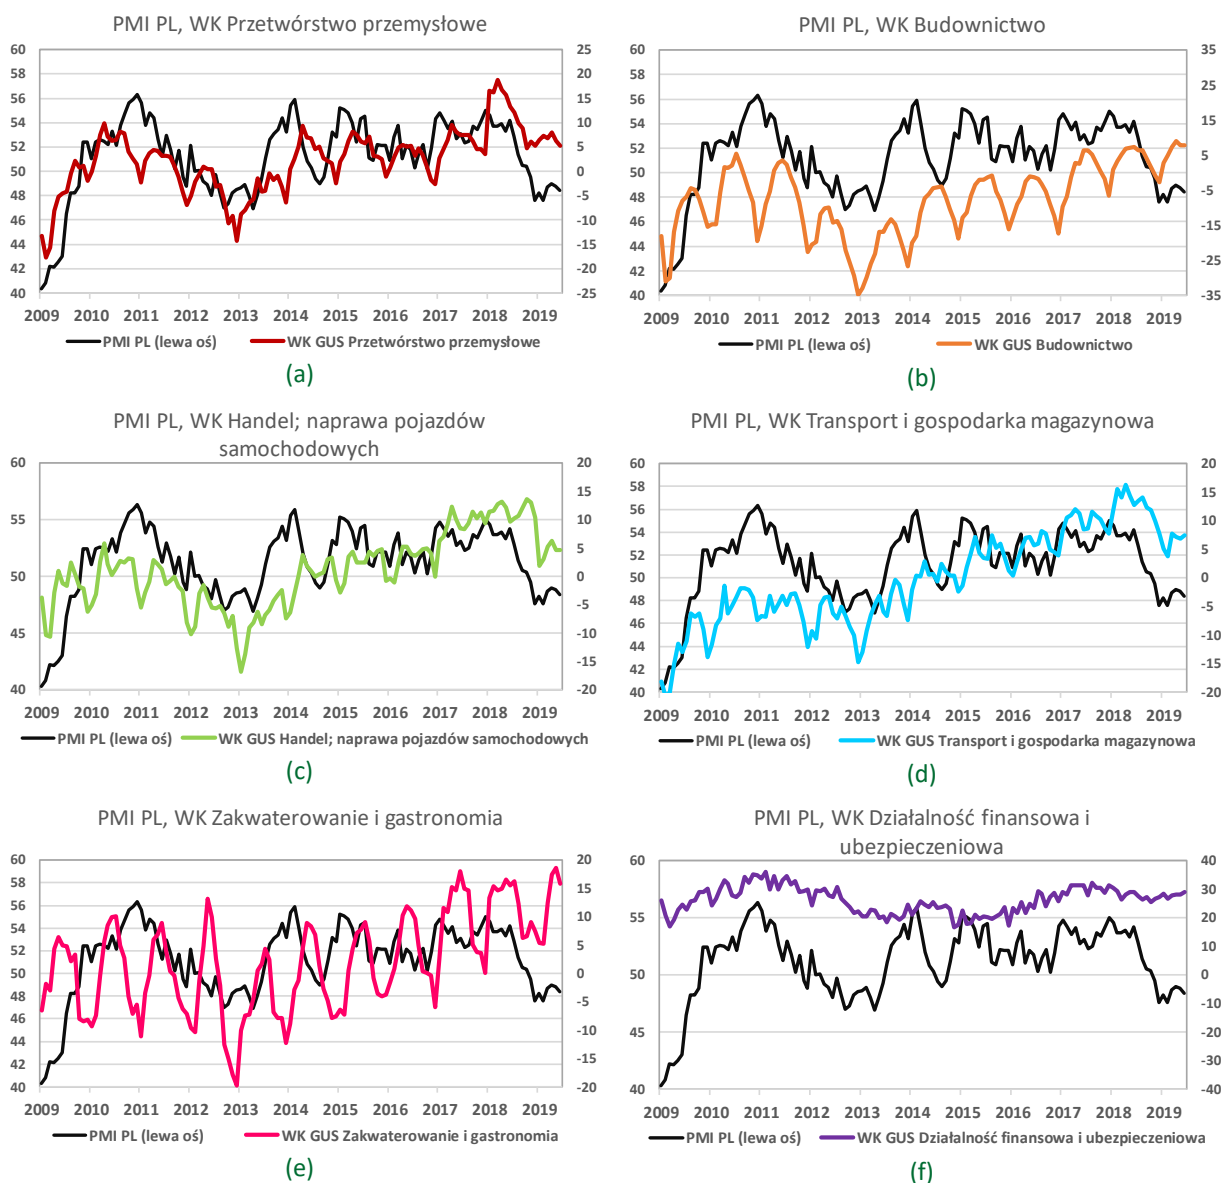 PMI PL, WK Przetwórstwo przemysłowe
60 58 56 54 52 50 48 46 44 42 40
25 20 15 10 5 0 -5 -10 -15 -20 -25
2009 2010 2011 2012 2013 2014 2015 2016 2017 2018 2019
PMI PL (lewa oś) WK GUS Przetwórstwo przemysłowe
(a)
PMI PL, WK Budownictwo
60 58 56 54 52 50 48 46 44 42 40
35 25 15 5 -5 -15 -25 -35
2009 2010 2011 2012 2013 2014 2015 2016 2017 2018 2019
PMI PL (lewa oś) WK GUS Budownictwo
(b)
PMI PL, WK Handel; naprawa pojazdów
samochodowych
60 55 50 45 40
20 15 10 5 0 -5 -10 -15 -20
2009 2010 2011 2012 2013 2014 2015 2016 2017 2018 2019
PMI PL (lewa oś) WK GUS Handel; naprawa pojazdów samochodowych
(c)
PMI PL, WK Transport i gospodarka magazynowa
60 58 56 54 52 50 48 46 44 42 40
20 15 10 5 0 -5 -10 -15 -20
2009 2010 2011 2012 2013 2014 2015 2016 2017 2018 2019
PMI PL (lewa oś) WK GUS Transport i gospodarka magazynowa
(d)
PMI PL, WK Zakwaterowanie i gastronomia
60 58 56 54 52 50 48 46 44 42 40
20 15 10 5 0 -5 -10 -15 -20
2009 2010 2011 2012 2013 2014 2015 2016 2017 2018 2019
PMI PL (lewa oś) WK GUS Zakwaterowanie i gastronomia
(e)
PMI PL, WK Działalność finansowa i
ubezpieczeniowa
60 55 50 45 40
40 30 20 10 0 -10 -20 -30 -40
2009 2010 2011 2012 2013 2014 2015 2016 2017 2018 2019
PMI PL (lewa oś) WK GUS Działalność finansowa i ubezpieczeniowa
(f)